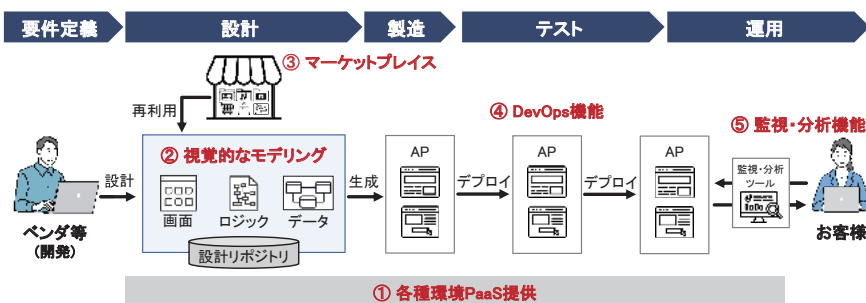 要件定義
設計
製造
テスト
運用
③ マーケットプレイス
再利用
④ DevOps機能
⑤ 監視・分析機能
② 視覚的なモデリング
設計
画面
ロジック
データ
設計リポジトリ
生成
AP
デプロイ
AP
デプロイ
AP
監視・分析
ツール
ベンダ等
(開発)
お客様
① 各種環境PaaS提供